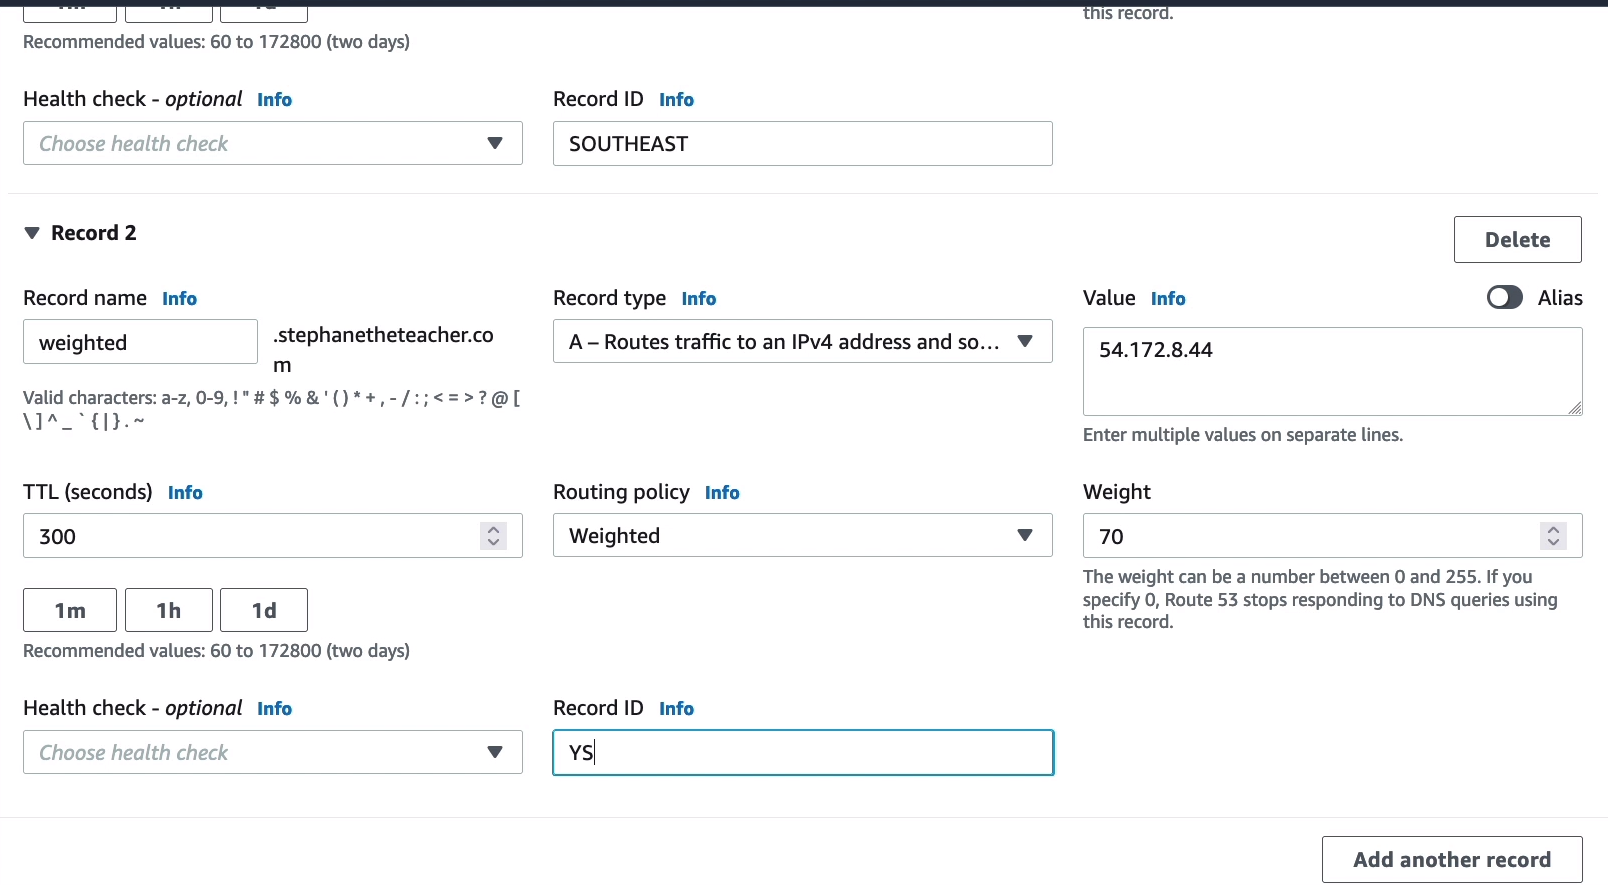 this record.
Recommended values: 60 to 172800 (two days)
Health check - optional Info
Record ID Info
Choose health check
SOUTHEAST
Record 2
Delete
Record name Info
Record type Info
Value Info
Alias
weighted
.stephanetheteacher.co
m
A – Routes traffic to an IPv4 address and so...
54.172.8.44
Valid characters: a-z, 0-9, ! " # $ % & ' ( ) * + , - / : ; < = > ? @ [
\ ] ^ _ ` { | } . ~
Enter multiple values on separate lines.
TTL (seconds) Info
Routing policy Info
Weight
300
Weighted
70
The weight can be a number between 0 and 255. If you
specify 0, Route 53 stops responding to DNS queries using
this record.
1m
1h
1d
Recommended values: 60 to 172800 (two days)
Health check - optional Info
Record ID Info
Choose health check
YS
Add another record